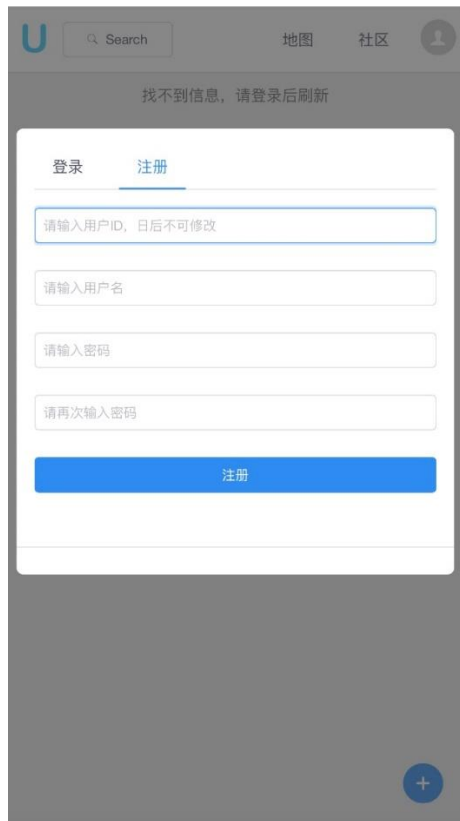 U Search 地图 社区
找不到信息，请登录后刷新
登录 注册
请输入用户ID，日后不可修改
请输入用户名
请输入密码
请再次输入密码
注册
+